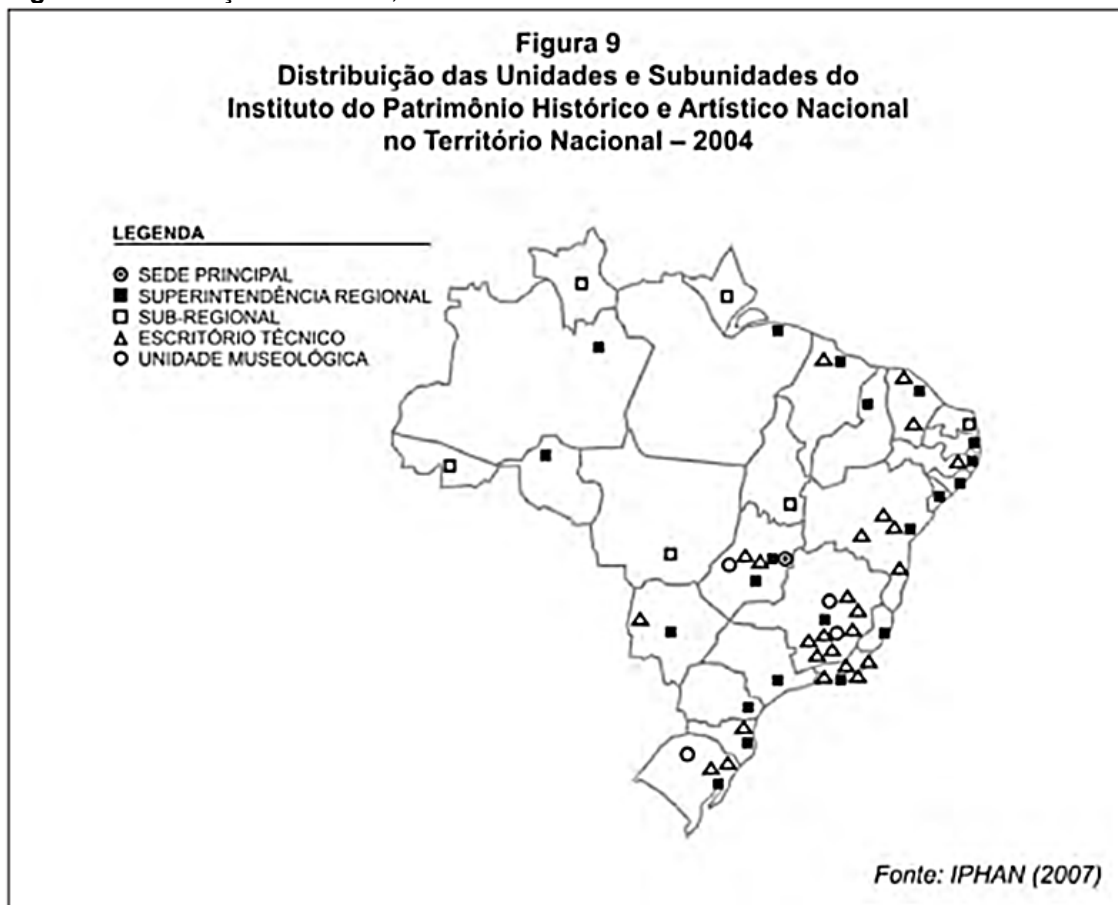 Figura 9
Distribuição das Unidades e Subunidades do
Instituto do Patrimônio Histórico e Artístico Nacional
no Território Nacional – 2004
LEGENDA
SEDE PRINCIPAL
SUPERINTENDÊNCIA REGIONAL
SUB-REGIONAL
ESCRITÓRIO TÉCNICO
UNIDADE MUSEOLÓGICA
Fonte: IPHAN (2007)